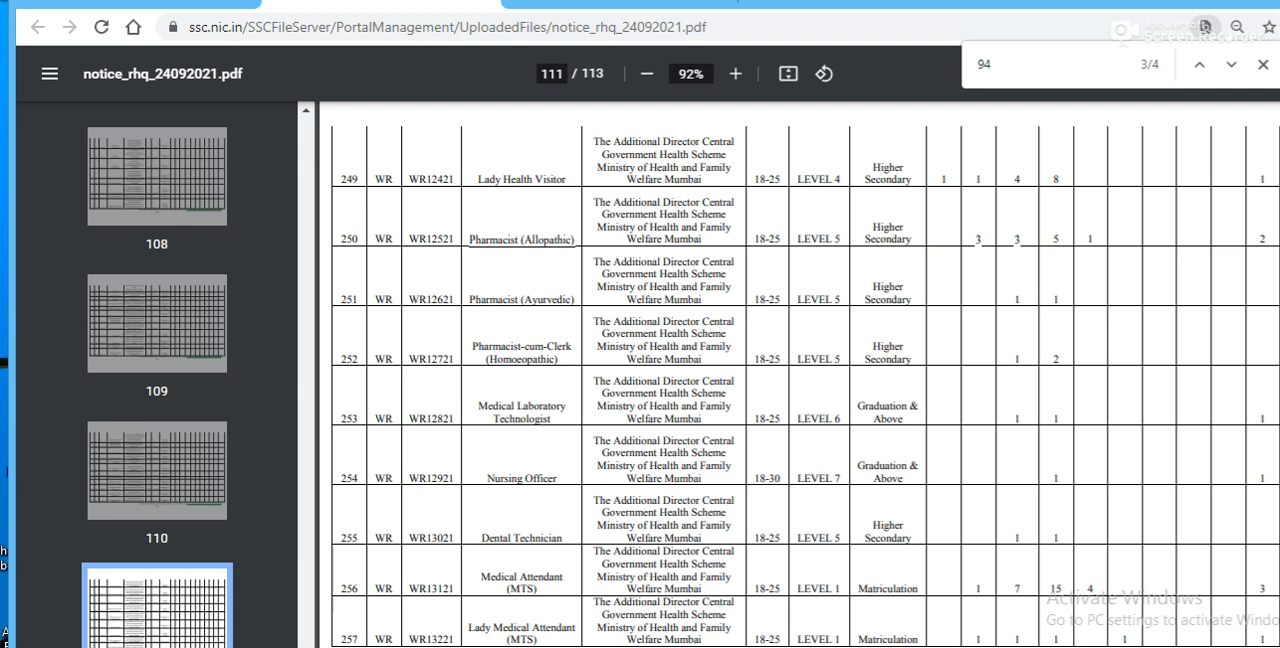 ssc.nic.in/SSCFileServer/PortalManagement/UploadedFiles/notice_rhq_24092021.pdf
Screen Recorder
notice_rhq_24092021.pdf
111 / 113
92%
94
3/4
108
109
110
249 WR WR12421 Lady Health Visitor The Additional Director Central Government Health Scheme Ministry of Health and Family Welfare Mumbai 18-25 LEVEL 4 Higher Secondary 1 1 4 8 1
250 WR WR12521 Pharmacist (Allopathic) The Additional Director Central Government Health Scheme Ministry of Health and Family Welfare Mumbai 18-25 LEVEL 5 Higher Secondary 3 3 5 1 2
251 WR WR12621 Pharmacist (Ayurvedic) The Additional Director Central Government Health Scheme Ministry of Health and Family Welfare Mumbai 18-25 LEVEL 5 Higher Secondary 1 1
252 WR WR12721 Pharmacist-cum-Clerk (Homoeopathic) The Additional Director Central Government Health Scheme Ministry of Health and Family Welfare Mumbai 18-25 LEVEL 5 Higher Secondary 1 2
253 WR WR12821 Medical Laboratory Technologist The Additional Director Central Government Health Scheme Ministry of Health and Family Welfare Mumbai 18-25 LEVEL 6 Graduation & Above 1 1 1
254 WR WR12921 Nursing Officer The Additional Director Central Government Health Scheme Ministry of Health and Family Welfare Mumbai 18-30 LEVEL 7 Graduation & Above 1 1
255 WR WR13021 Dental Technician The Additional Director Central Government Health Scheme Ministry of Health and Family Welfare Mumbai 18-25 LEVEL 5 Higher Secondary 1 1
256 WR WR13121 Medical Attendant (MTS) The Additional Director Central Government Health Scheme Ministry of Health and Family Welfare Mumbai 18-25 LEVEL 1 Matriculation 1 7 15 4 3
257 WR WR13221 Lady Medical Attendant (MTS) The Additional Director Central Government Health Scheme Ministry of Health and Family Welfare Mumbai 18-25 LEVEL 1 Matriculation 1 1 1 1 1
Activate Windows
Go to PC settings to activate Windo